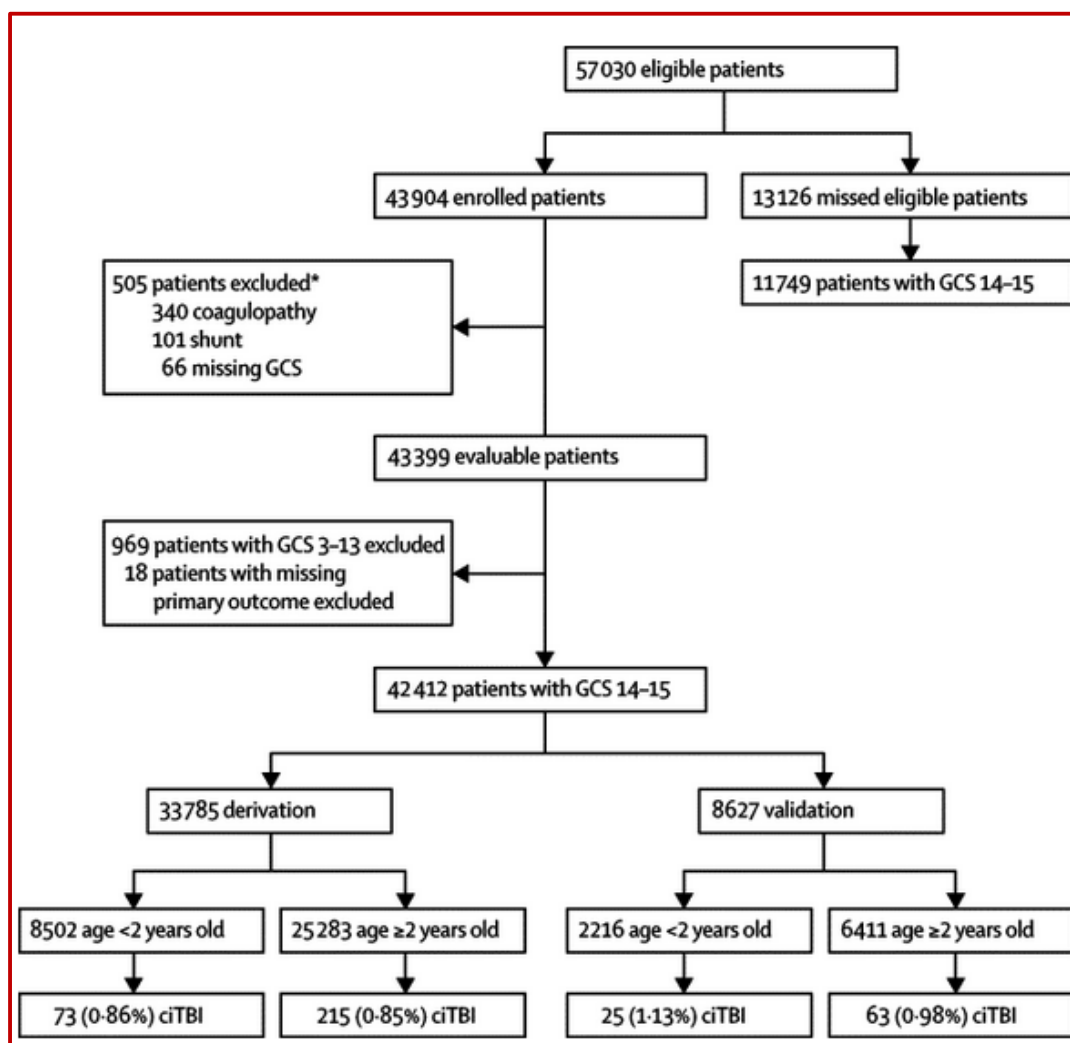 57030 eligible patients
43904 enrolled patients
13126 missed eligible patients
505 patients excluded*
340 coagulopathy
101 shunt
66 missing GCS
11749 patients with GCS 14–15
43399 evaluable patients
969 patients with GCS 3–13 excluded
18 patients with missing
primary outcome excluded
42412 patients with GCS 14–15
33785 derivation
8627 validation
8502 age <2 years old
25283 age ≥2 years old
2216 age <2 years old
6411 age ≥2 years old
73 (0·86%) ciTBI
215 (0·85%) ciTBI
25 (1·13%) ciTBI
63 (0·98%) ciTBI